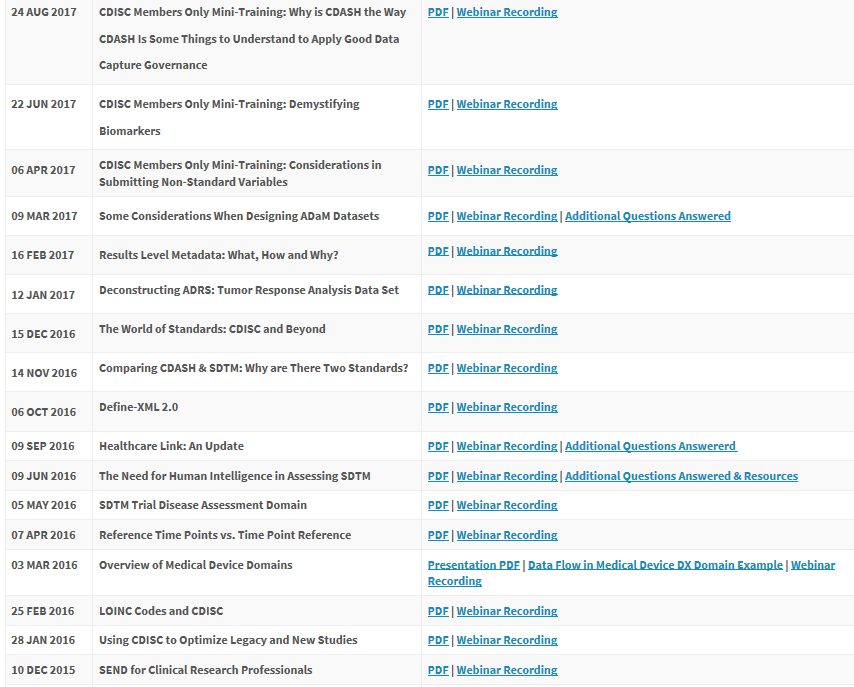 24 AUG 2017
CDISC Members Only Mini-Training: Why is CDASH the Way
CDASH Is Some Things to Understand to Apply Good Data
Capture Governance
PDF | Webinar Recording
22 JUN 2017
CDISC Members Only Mini-Training: Demystifying
Biomarkers
PDF | Webinar Recording
06 APR 2017
CDISC Members Only Mini-Training: Considerations in
Submitting Non-Standard Variables
PDF | Webinar Recording
09 MAR 2017
Some Considerations When Designing ADaM Datasets
PDF | Webinar Recording | Additional Questions Answered
16 FEB 2017
Results Level Metadata: What, How and Why?
PDF | Webinar Recording
12 JAN 2017
Deconstructing ADRS: Tumor Response Analysis Data Set
PDF | Webinar Recording
15 DEC 2016
The World of Standards: CDISC and Beyond
PDF | Webinar Recording
14 NOV 2016
Comparing CDASH & SDTM: Why are There Two Standards?
PDF | Webinar Recording
06 OCT 2016
Define-XML 2.0
PDF | Webinar Recording
09 SEP 2016
Healthcare Link: An Update
PDF | Webinar Recording | Additional Questions Answererd
09 JUN 2016
The Need for Human Intelligence in Assessing SDTM
PDF | Webinar Recording | Additional Questions Answered & Resources
05 MAY 2016
SDTM Trial Disease Assessment Domain
PDF | Webinar Recording
07 APR 2016
Reference Time Points vs. Time Point Reference
PDF | Webinar Recording
03 MAR 2016
Overview of Medical Device Domains
Presentation PDF | Data Flow in Medical Device DX Domain Example | Webinar
Recording
25 FEB 2016
LOINC Codes and CDISC
PDF | Webinar Recording
28 JAN 2016
Using CDISC to Optimize Legacy and New Studies
PDF | Webinar Recording
10 DEC 2015
SEND for Clinical Research Professionals
PDF | Webinar Recording